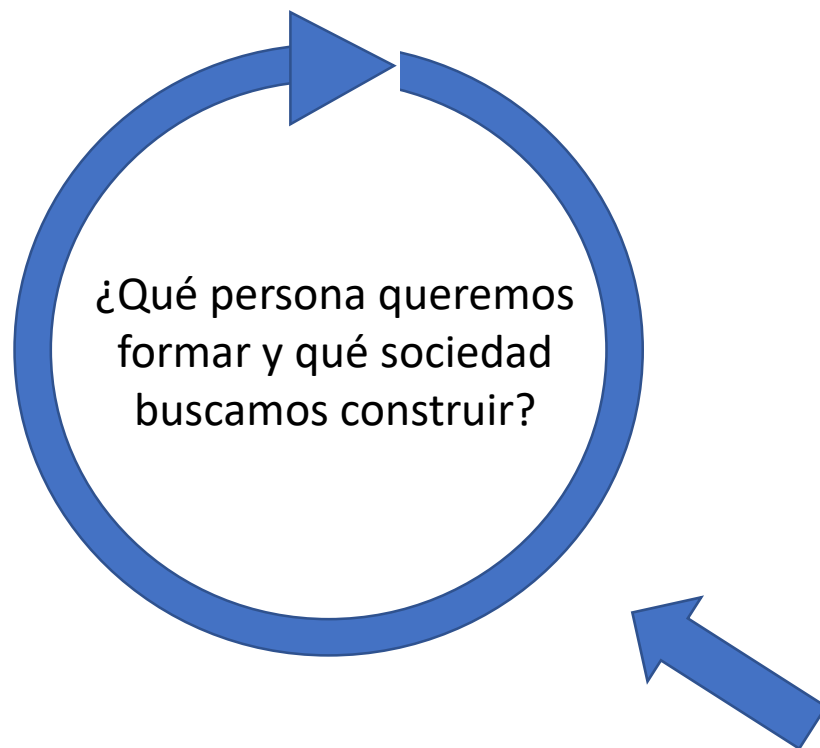 ¿Qué persona queremos
formar y qué sociedad
buscamos construir?